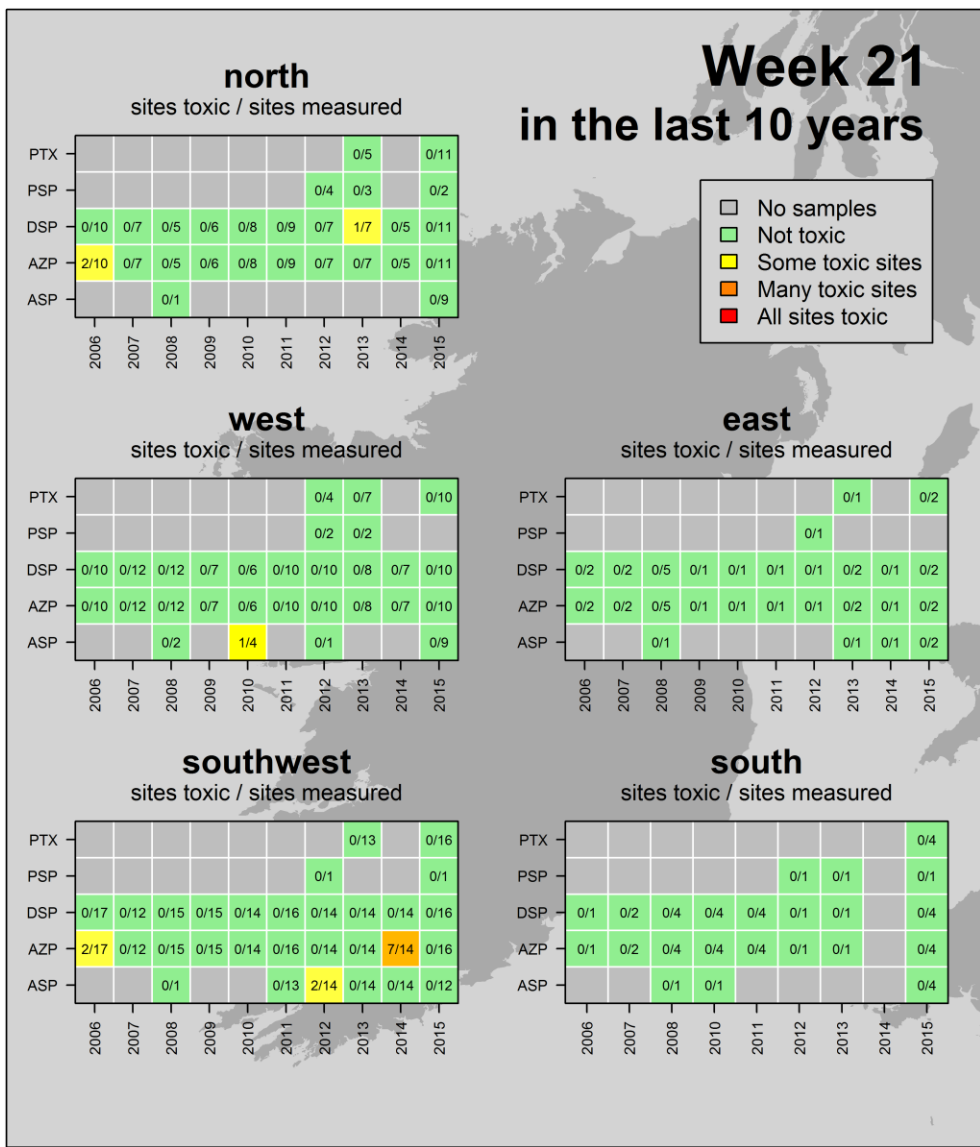 Week 21
in the last 10 years
No samples
Not toxic
Some toxic sites
Many toxic sites
All sites toxic
north
sites toxic / sites measured
PTX 0/5 0/11
PSP 0/4 0/3 0/2
DSP 0/10 0/7 0/5 0/6 0/8 0/9 0/7 1/7 0/5 0/11
AZP 2/10 0/7 0/5 0/6 0/8 0/9 0/7 0/7 0/5 0/11
ASP 0/1 0/9
2006 2007 2008 2009 2010 2011 2012 2013 2014 2015
west
sites toxic / sites measured
PTX 0/4 0/7 0/10
PSP 0/2 0/2
DSP 0/10 0/12 0/12 0/7 0/6 0/10 0/10 0/8 0/7 0/10
AZP 0/10 0/12 0/12 0/7 0/6 0/10 0/10 0/8 0/7 0/10
ASP 0/2 1/4 0/1 0/9
2006 2007 2008 2009 2010 2011 2012 2013 2014 2015
east
sites toxic / sites measured
PTX 0/1 0/2
PSP 0/1
DSP 0/2 0/2 0/5 0/1 0/1 0/1 0/1 0/2 0/1 0/2
AZP 0/2 0/2 0/5 0/1 0/1 0/1 0/1 0/2 0/1 0/2
ASP 0/1 0/1 0/1 0/2
2006 2007 2008 2009 2010 2011 2012 2013 2014 2015
southwest
sites toxic / sites measured
PTX 0/13 0/16
PSP 0/1 0/1
DSP 0/17 0/12 0/15 0/15 0/14 0/16 0/14 0/14 0/14 0/16
AZP 2/17 0/12 0/15 0/15 0/14 0/16 0/14 0/14 7/14 0/16
ASP 0/1 0/13 2/14 0/14 0/14 0/12
2006 2007 2008 2009 2010 2011 2012 2013 2014 2015
south
sites toxic / sites measured
PTX 0/4
PSP 0/1 0/1 0/1
DSP 0/1 0/2 0/4 0/4 0/4 0/1 0/1 0/4
AZP 0/1 0/2 0/4 0/4 0/4 0/1 0/1 0/4
ASP 0/1 0/1 0/4
2006 2007 2008 2010 2011 2012 2013 2014 2015